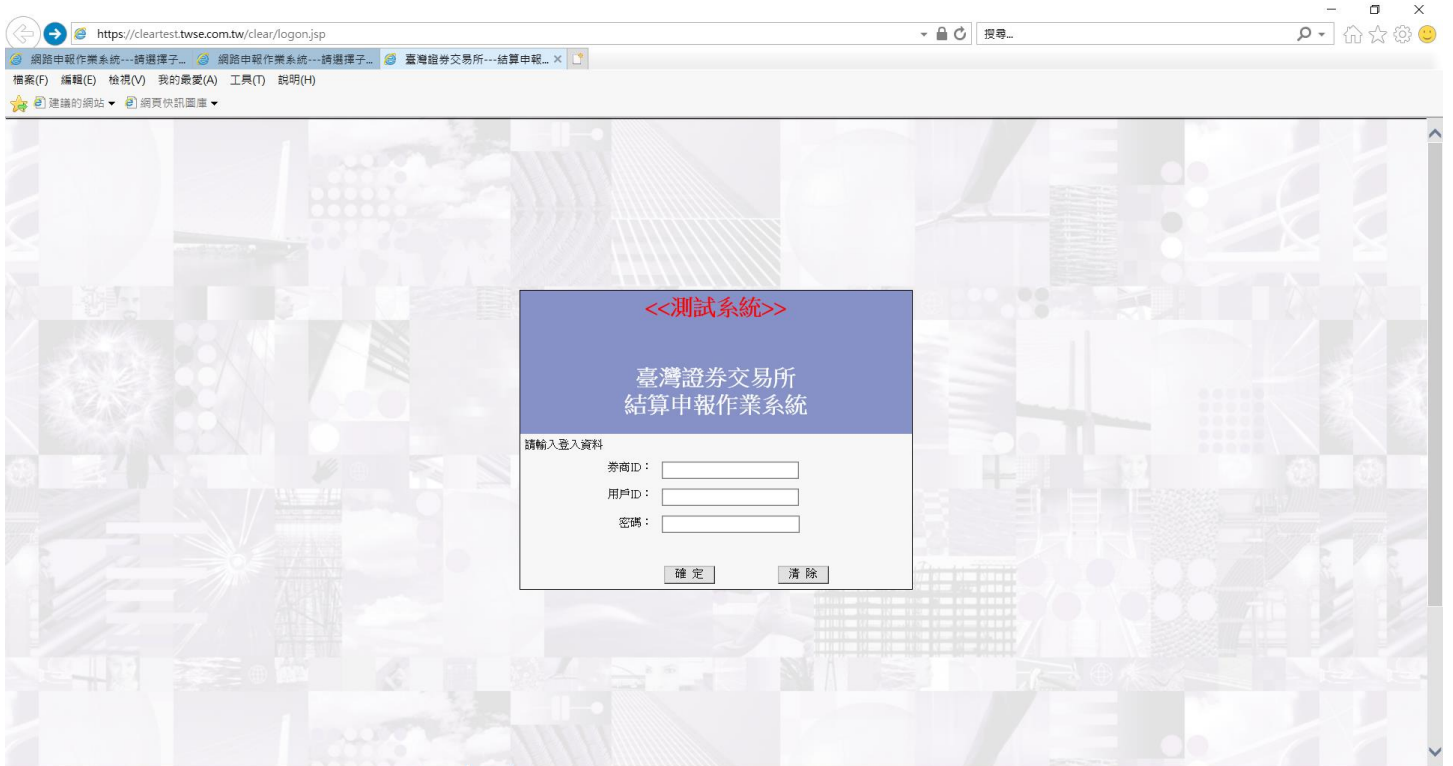 https://cleartest.twse.com.tw/clear/logon.jsp
搜尋...
網路申報作業系統---請選擇子...
網路申報作業系統---請選擇子...
臺灣證券交易所---結算申報...
檔案(F) 編輯(E) 檢視(V) 我的最愛(A) 工具(T) 說明(H)
建議的網站 網頁快訊圖庫
<<測試系統>>
臺灣證券交易所
結算申報作業系統
請輸入登入資料
券商ID：
用戶ID：
密碼：
確 定 清 除